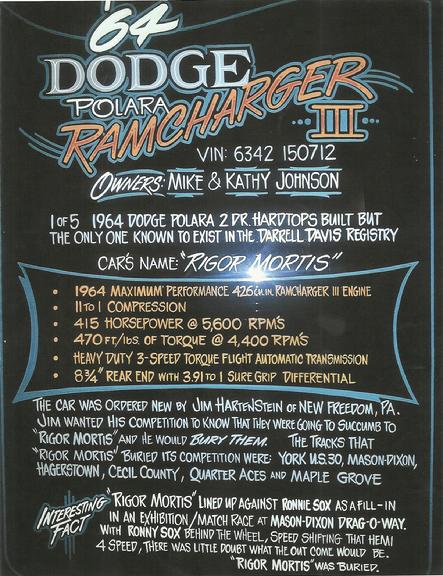 '64
DODGE
POLARA
RAMCHARGER
III
VIN: 6342 150712
OWNERS: MIKE & KATHY JOHNSON
1 OF 5 1964 DODGE POLARA 2 DR. HARDTOPS BUILT BUT
THE ONLY ONE KNOWN TO EXIST IN THE DARRELL DAVIS REGISTRY
CAR'S NAME: "RIGOR MORTIS"
• 1964 MAXIMUM PERFORMANCE 426 CU. IN. RAMCHARGER III ENGINE
• 11 TO 1 COMPRESSION
• 415 HORSEPOWER @ 5,600 RPM'S
• 470 FT/lbs. OF TORQUE @ 4,400 RPM'S
• HEAVY DUTY 3-SPEED TORQUE FLIGHT AUTOMATIC TRANSMISSION
• 8 3/4" REAR END WITH 3.91 TO 1 SURE GRIP DIFFERENTIAL
THE CAR WAS ORDERED NEW BY JIM HARTENSTEIN OF NEW FREEDOM, PA.
JIM WANTED HIS COMPETITION TO KNOW THAT THEY WERE GOING TO SUCCUMB TO
"RIGOR MORTIS" AND HE WOULD BURY THEM. THE TRACKS THAT
"RIGOR MORTIS" BURIED ITS COMPETITION WERE: YORK U.S. 30, MASON-DIXON,
HAGERSTOWN, CECIL COUNTY, QUARTER ACES AND MAPLE GROVE
INTERESTING
FACT
"RIGOR MORTIS" LINED UP AGAINST RONNIE SOX AS A FILL-IN
IN AN EXHIBITION/MATCH RACE AT MASON-DIXON DRAG-O-WAY.
WITH RONNY SOX BEHIND THE WHEEL, SPEED SHIFTING THAT HEMI
4 SPEED, THERE WAS LITTLE DOUBT WHAT THE OUT COME WOULD BE.
"RIGOR MORTIS" WAS BURIED.